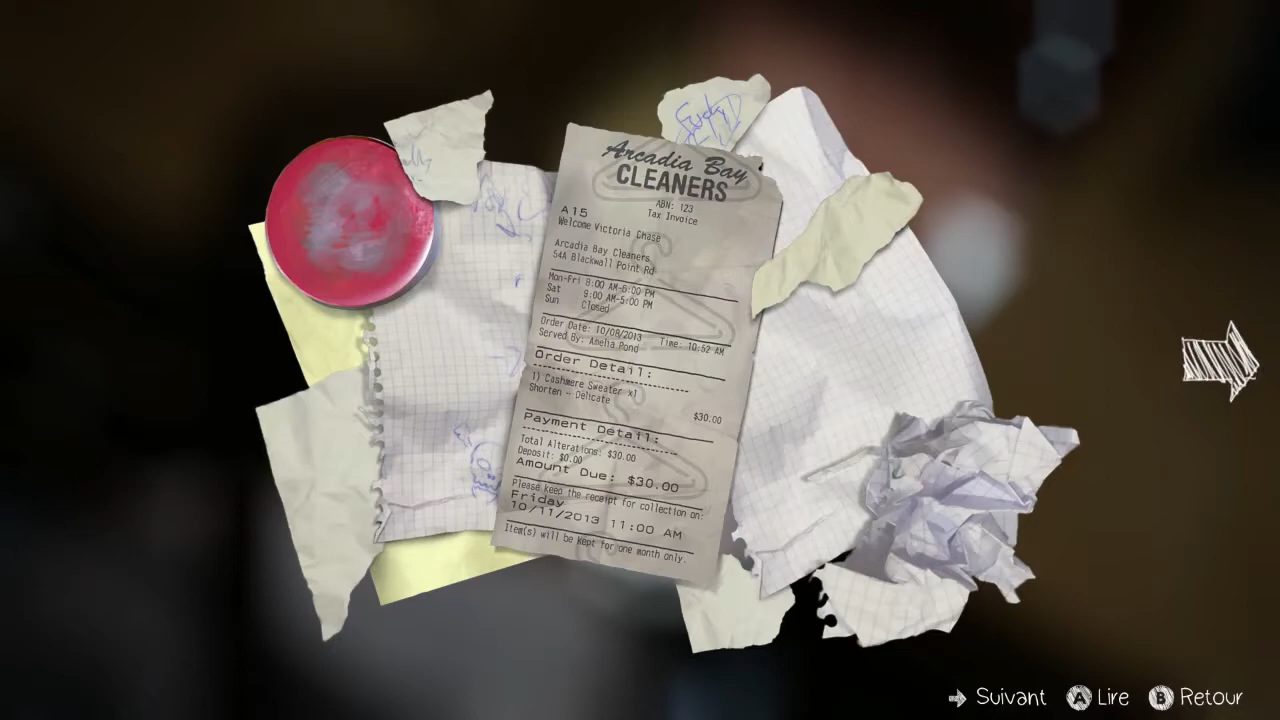 Arcadia Bay
CLEANERS
ABN: 123
Tax Invoice
A15
Welcome Victoria Chase
Arcadia Bay Cleaners
54A Blackwall Point Rd
Mon-Fri 8:00 AM-6:00 PM
Sat 9:00 AM-5:00 PM
Sun Closed
Order Date: 10/08/2013 Time: 10:52 AM
Served By: Amelia Pond
Order Detail:
1) Cashmere Sweater x1
Shorten - Delicate
$30.00
Payment Detail:
Total Alterations: $30.00
Deposit: $0.00
Amount Due: $30.00
Please keep the receipt for collection on:
Friday
10/11/2013 11:00 AM
Item(s) will be kept for one month only.
Suivant A Lire B Retour